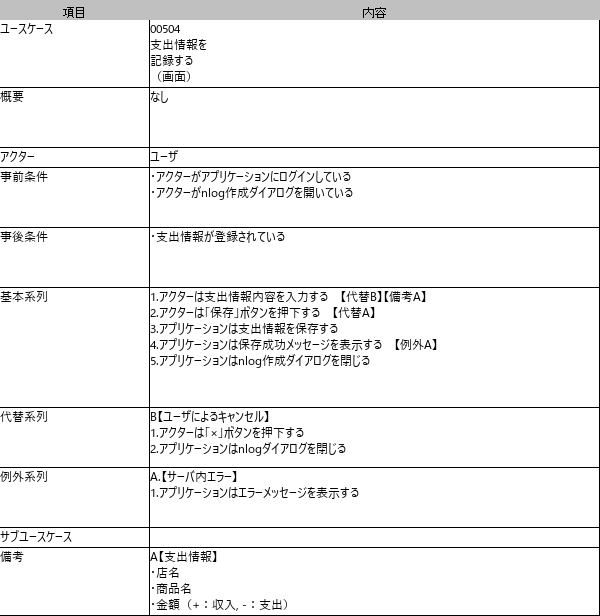 項目 内容
ユースケース 00504
支出情報を
記録する
（画面）
概要 なし
アクター ユーザ
事前条件 ・アクターがアプリケーションにログインしている
・アクターがnlog作成ダイアログを開いている
事後条件 ・支出情報が登録されている
基本系列 1.アクターは支出情報内容を入力する　【代替B】【備考A】
2.アクターは「保存」ボタンを押下する　【代替A】
3.アプリケーションは支出情報を保存する
4.アプリケーションは保存成功メッセージを表示する　【例外A】
5.アプリケーションはnlog作成ダイアログを閉じる
代替系列 B【ユーザによるキャンセル】
1.アクターは「×」ボタンを押下する
2.アプリケーションはnlogダイアログを閉じる
例外系列 A.【サーバ内エラー】
1.アプリケーションはエラーメッセージを表示する
サブユースケース
備考 A【支出情報】
・店名
・商品名
・金額（+：収入, -：支出）